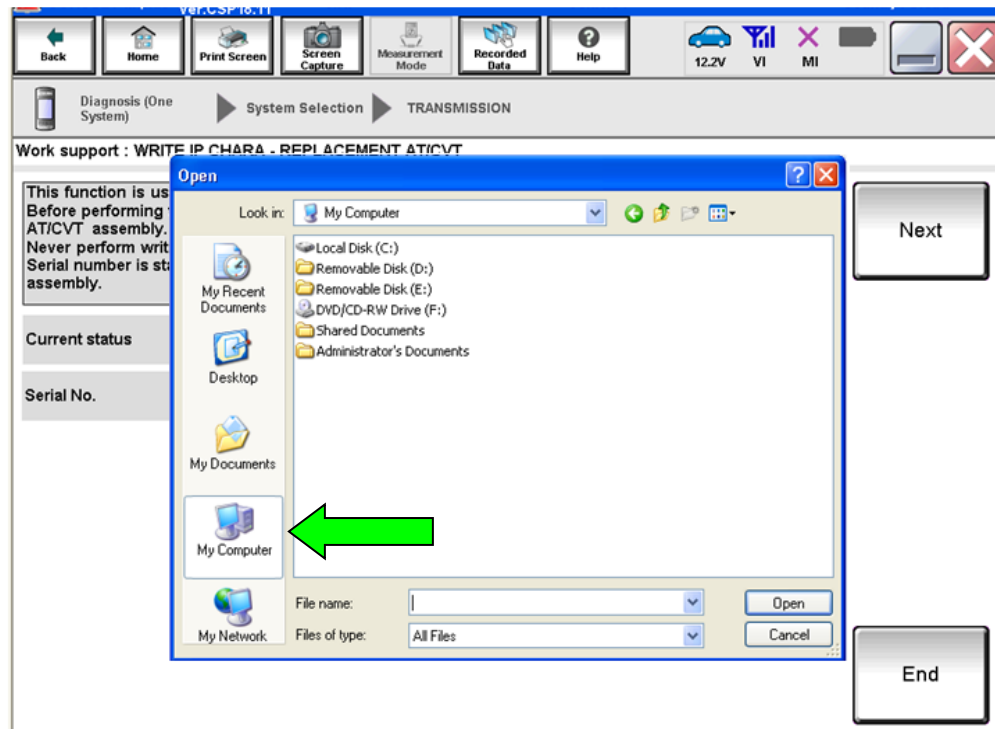 Ver.CSP18.11
Back
Home
Print Screen
Screen Capture
Measurement Mode
Recorded Data
Help
12.2V
VI
MI
Diagnosis (One System)
System Selection
TRANSMISSION
Work support : WRITE IP CHARA - REPLACEMENT AT/CVT
This function is us
Before performing
AT/CVT assembly.
Never perform writ
Serial number is sta
assembly.
Current status
Serial No.
Open
Look in:
My Computer
My Recent Documents
Desktop
My Documents
My Computer
My Network
Local Disk (C:)
Removable Disk (D:)
Removable Disk (E:)
DVD/CD-RW Drive (F:)
Shared Documents
Administrator's Documents
File name:
Files of type:
All Files
Open
Cancel
Next
End